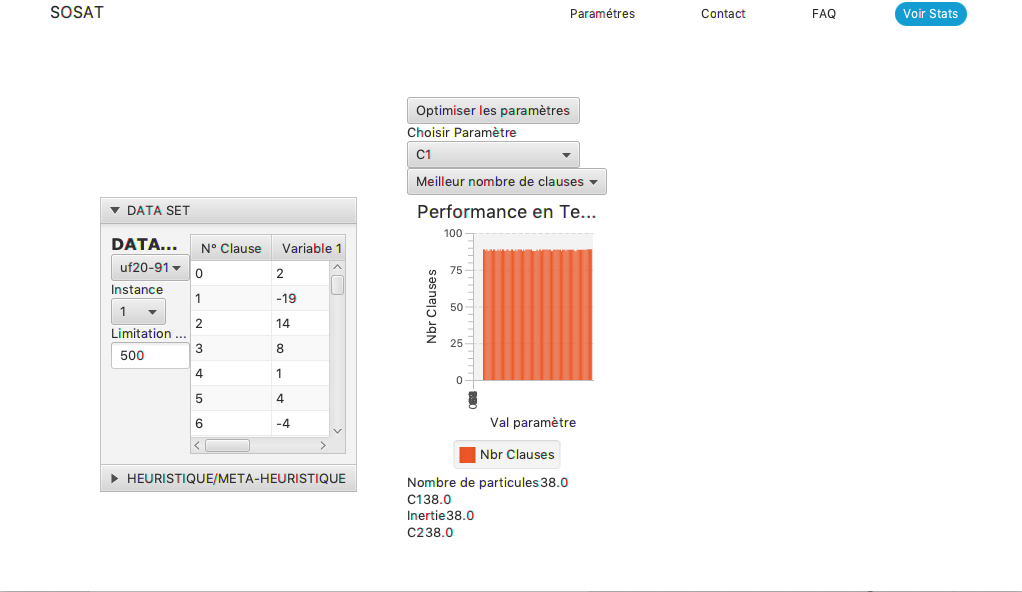 SOSAT
Paramétres Contact FAQ Voir Stats
Optimiser les paramètres
Choisir Paramètre
C1
Meilleur nombre de clauses
DATA SET
DATA...
uf20-91
Instance
1
Limitation ...
500
N° Clause Variable 1
0 2
1 -19
2 14
3 8
4 1
5 4
6 -4
HEURISTIQUE/META-HEURISTIQUE
Performance en Te...
100
75
50
25
0
Nbr Clauses
Val paramètre
Nbr Clauses
Nombre de particules38.0
C138.0
Inertie38.0
C238.0